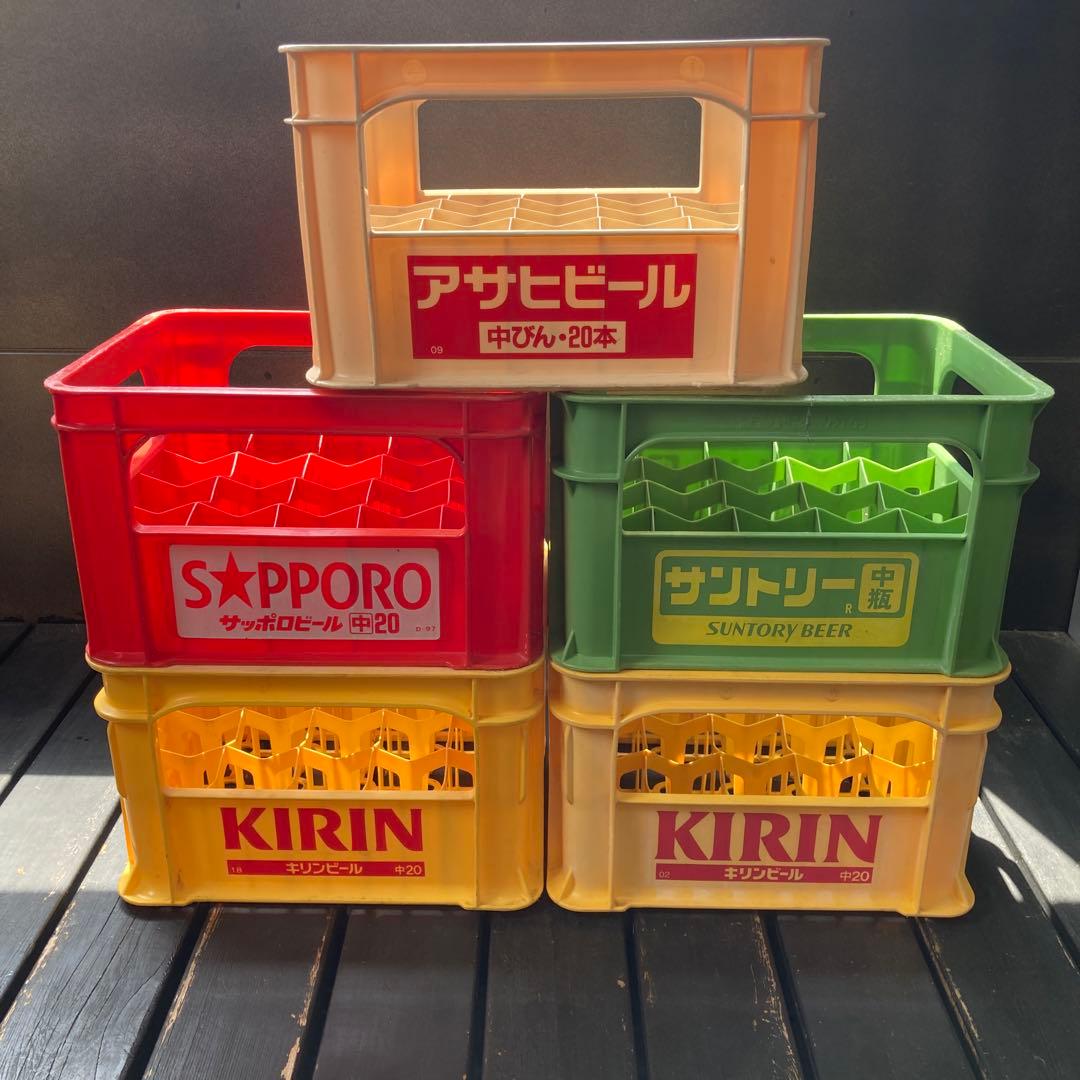 アサヒビール
中びん・20本
09
S★PPORO
サッポロビール 中20
D-97
サントリー 中瓶
R
SUNTORY BEER
KIRIN
18 キリンビール 中20
KIRIN
02 キリンビール 中20